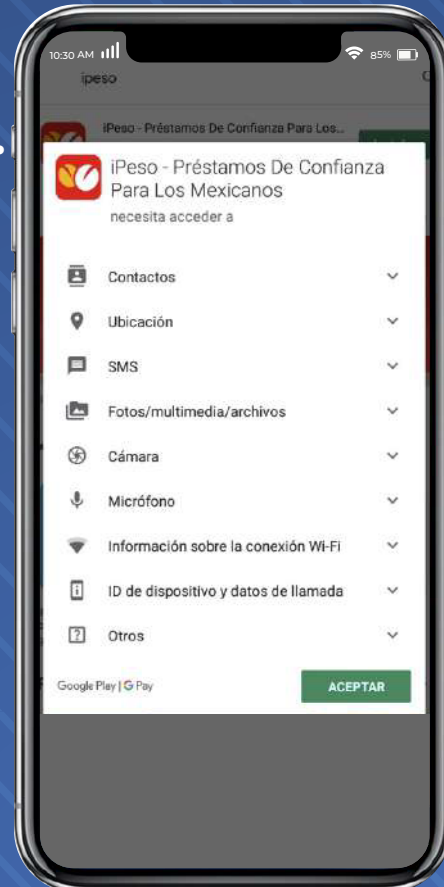 10:30 AM
85%
ipeso
iPeso - Préstamos De Confianza Para Los...
iPeso - Préstamos De Confianza
Para Los Mexicanos
necesita acceder a
Contactos
Ubicación
SMS
Fotos/multimedia/archivos
Cámara
Micrófono
Información sobre la conexión Wi-Fi
ID de dispositivo y datos de llamada
Otros
Google Play | G Pay
ACEPTAR